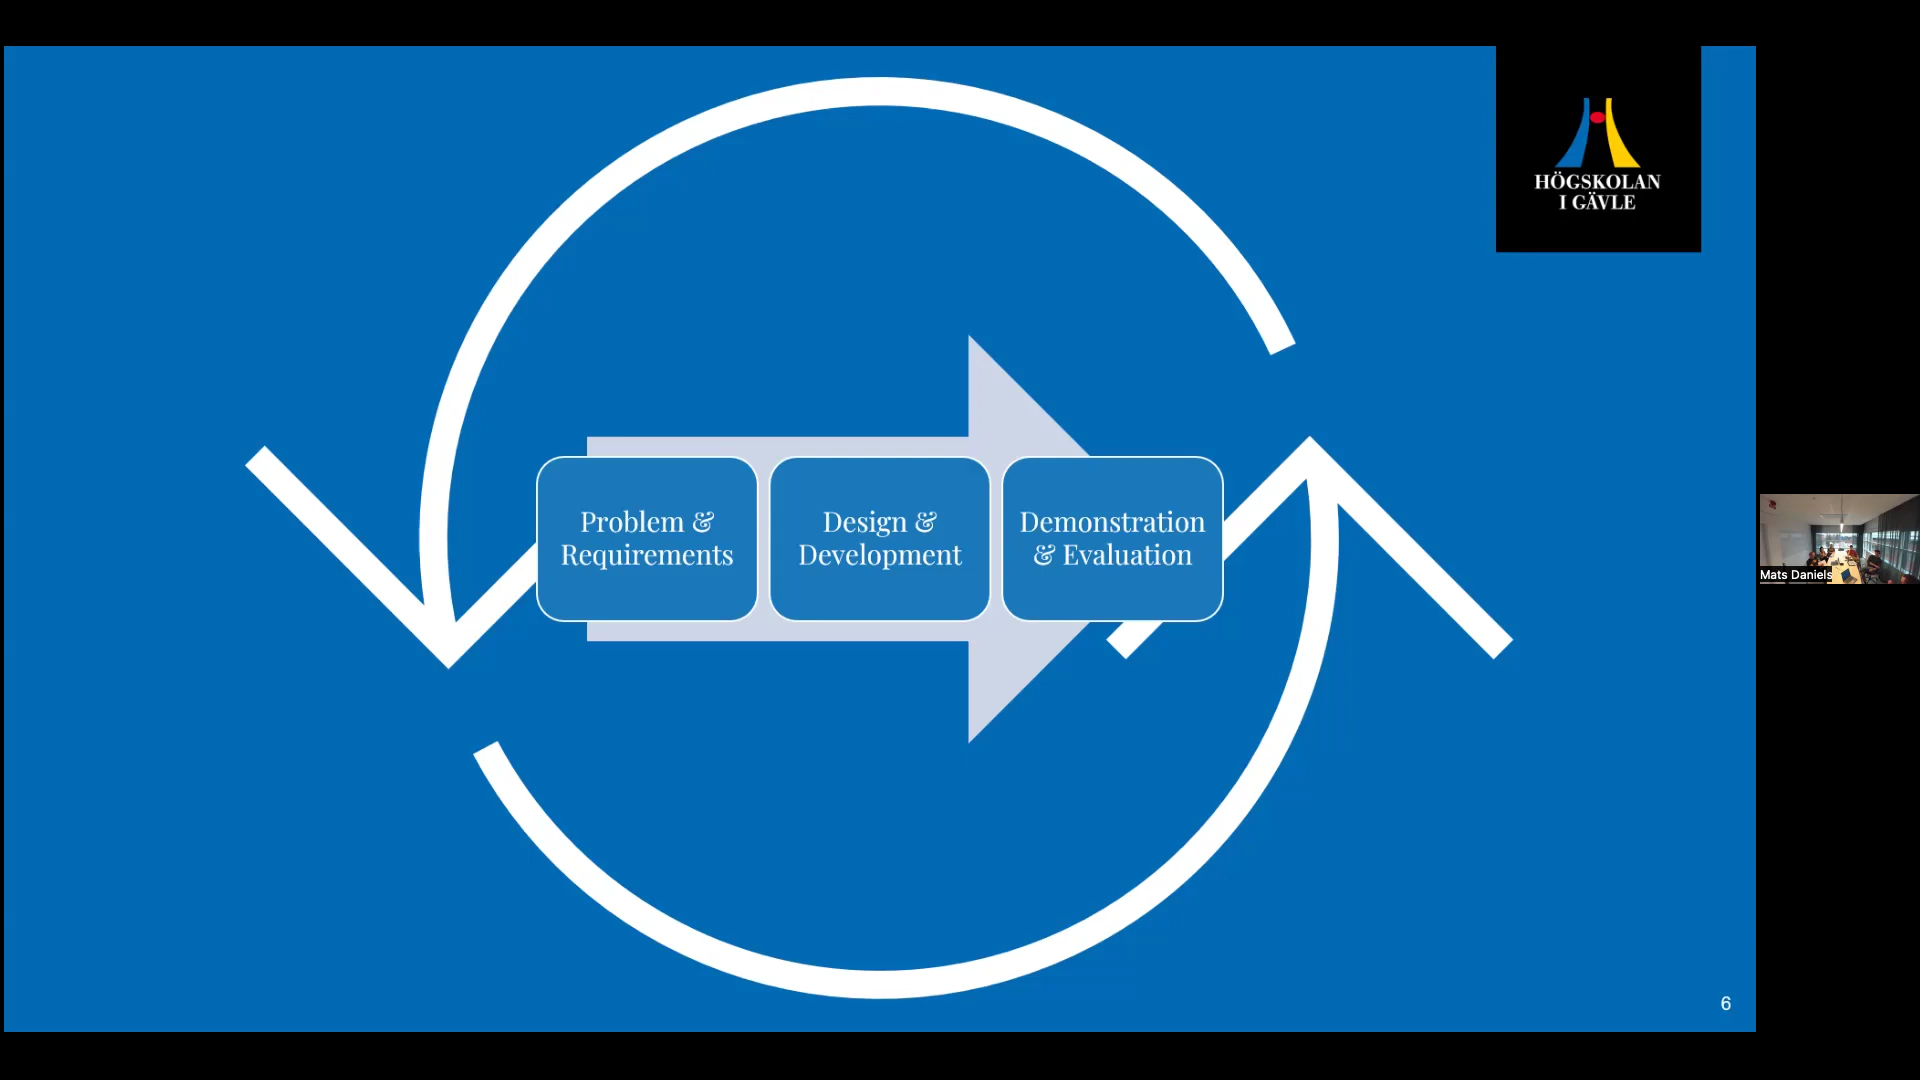 HÖGSKOLAN
I GÄVLE
Problem &
Requirements
Design &
Development
Demonstration
& Evaluation
Mats Daniels
6